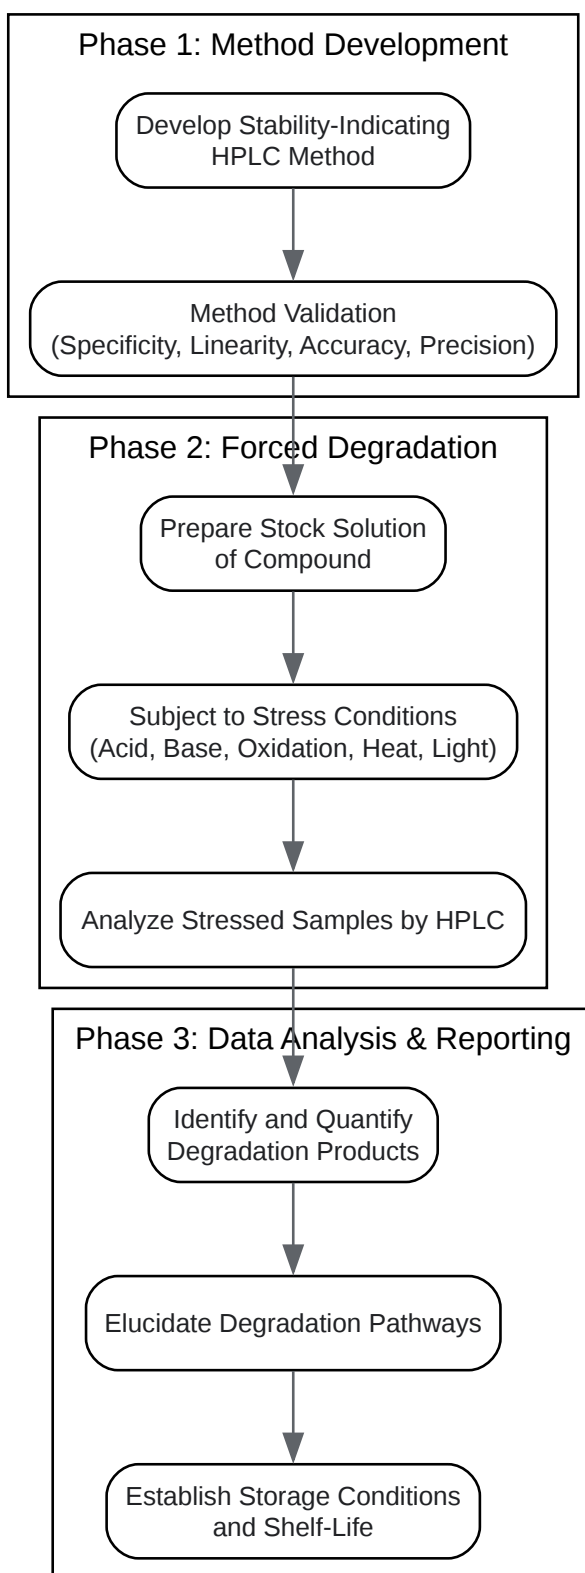 Phase 1: Method Development
Develop Stability-Indicating
HPLC Method
Method Validation
(Specificity, Linearity, Accuracy, Precision)
Phase 2: Forced Degradation
Prepare Stock Solution
of Compound
Subject to Stress Conditions
(Acid, Base, Oxidation, Heat, Light)
Analyze Stressed Samples by HPLC
Phase 3: Data Analysis & Reporting
Identify and Quantify
Degradation Products
Elucidate Degradation Pathways
Establish Storage Conditions
and Shelf-Life